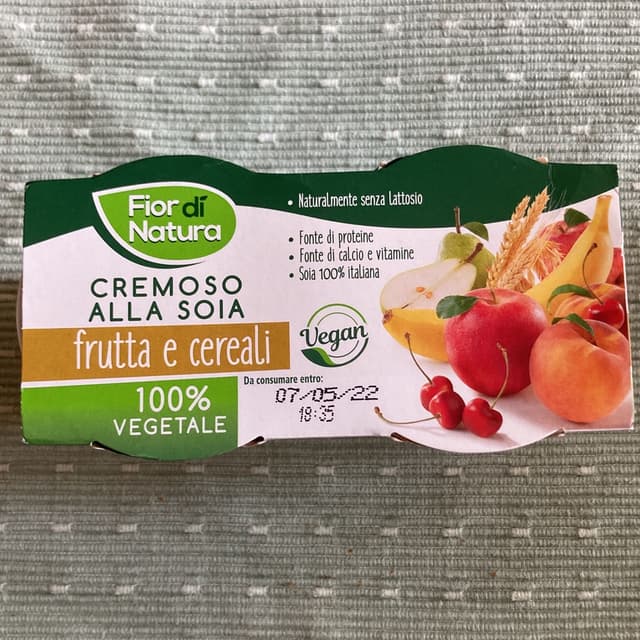 Fior di
Natura
CREMOSO
ALLA SOIA
frutta e cereali
100%
VEGETALE
• Naturalmente senza lattosio
• Fonte di proteine
• Fonte di calcio e vitamine
• Soia 100% italiana
Vegan
Da consumare entro:
07/05/22
18:35